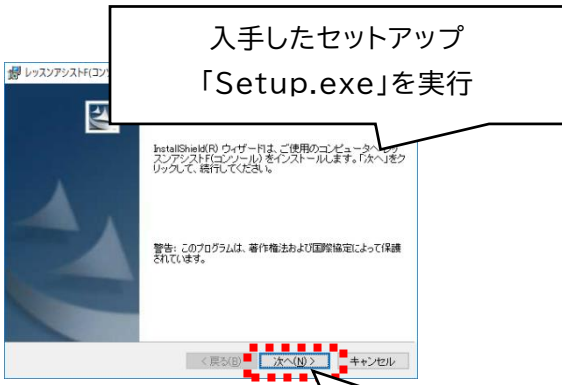 入手したセットアップ
「Setup.exe」を実行
レッスンアシストF(コン
InstallShield(R) ウィザードは、ご使用のコンピュータへ、レッ
スンアシストF(コンソール) をインストールします。「次へ」をク
リックして、続行してください。
警告: このプログラムは、著作権法および国際協定によって保護
されています。
< 戻る(B)
次へ(N) >
キャンセル